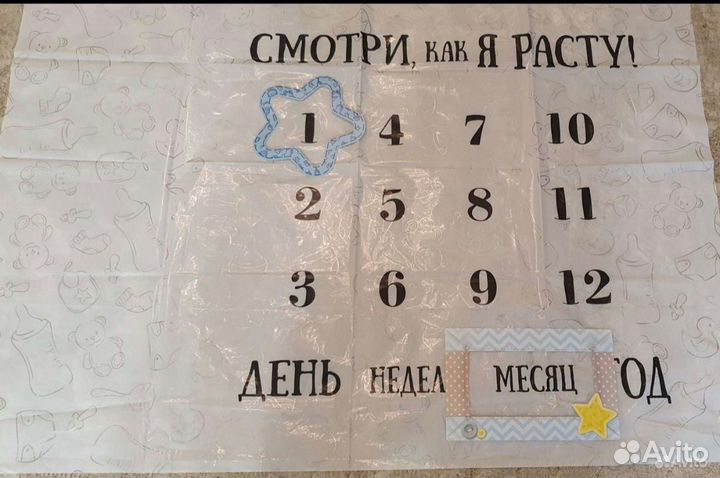 СМОТРИ, КАК Я РАСТУ!
1 4 7 10
2 5 8 11
3 6 9 12
ДЕНЬ НЕДЕЛ МЕСЯЦ ГОД
Avito